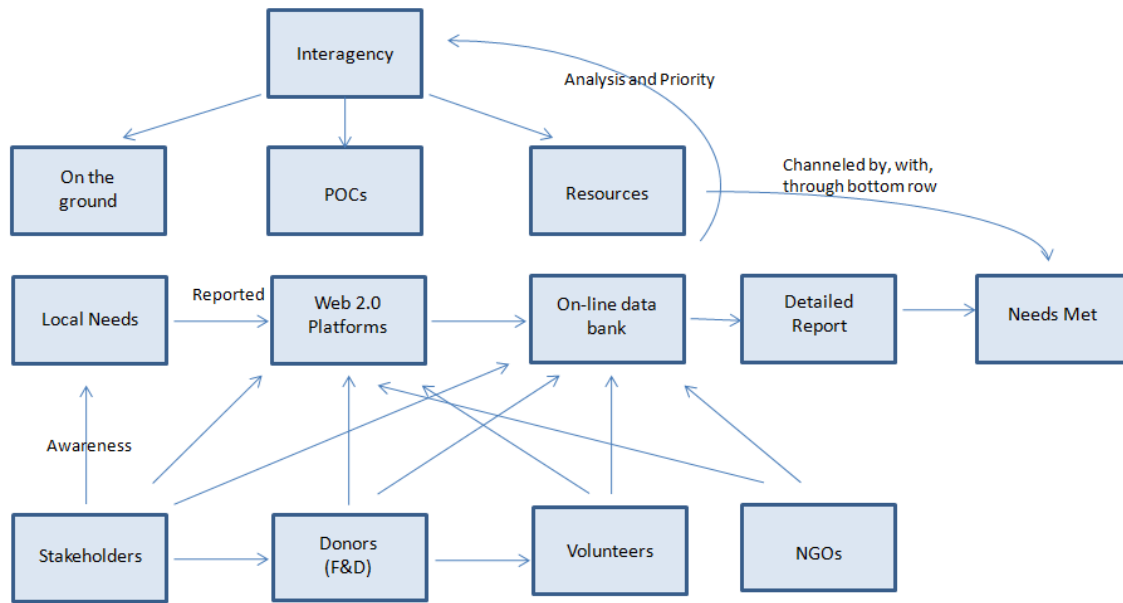 Interagency
Analysis and Priority
On the
ground
POCs
Resources
Channeled by, with,
through bottom row
Local Needs
Reported
Web 2.0
Platforms
On-line data
bank
Detailed
Report
Needs Met
Awareness
Stakeholders
Donors
(F&D)
Volunteers
NGOs